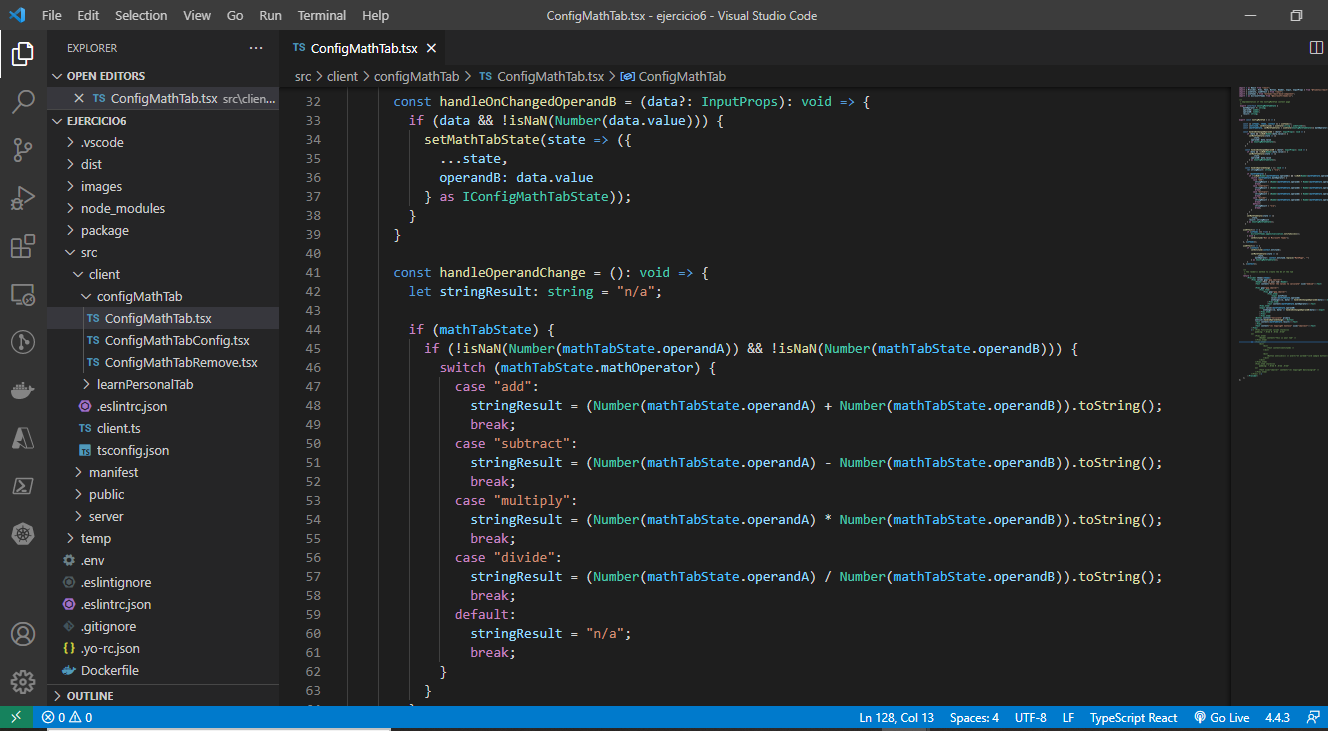 File Edit Selection View Go Run Terminal Help
ConfigMathTab.tsx - ejercicio6 - Visual Studio Code
EXPLORER
OPEN EDITORS
TS ConfigMathTab.tsx src\clien...
EJERCICIO6
.vscode
dist
images
node_modules
package
src
client
configMathTab
TS ConfigMathTab.tsx
TS ConfigMathTabConfig.tsx
TS ConfigMathTabRemove.tsx
learnPersonalTab
.eslintrc.json
TS client.ts
TS tsconfig.json
manifest
public
server
temp
.env
.eslintignore
.eslintrc.json
.gitignore
{} .yo-rc.json
Dockerfile
OUTLINE
TS ConfigMathTab.tsx
src > client > configMathTab > TS ConfigMathTab.tsx > ConfigMathTab
32 const handleOnChangedOperandB = (data?: InputProps): void => {
33 if (data && !isNaN(Number(data.value))) {
34 setMathTabState(state => ({
35 ...state,
36 operandB: data.value
37 } as IConfigMathTabState));
38 }
39 }
40
41 const handleOperandChange = (): void => {
42 let stringResult: string = "n/a";
43
44 if (mathTabState) {
45 if (!isNaN(Number(mathTabState.operandA)) && !isNaN(Number(mathTabState.operandB))) {
46 switch (mathTabState.mathOperator) {
47 case "add":
48 stringResult = (Number(mathTabState.operandA) + Number(mathTabState.operandB)).toString();
49 break;
50 case "subtract":
51 stringResult = (Number(mathTabState.operandA) - Number(mathTabState.operandB)).toString();
52 break;
53 case "multiply":
54 stringResult = (Number(mathTabState.operandA) * Number(mathTabState.operandB)).toString();
55 break;
56 case "divide":
57 stringResult = (Number(mathTabState.operandA) / Number(mathTabState.operandB)).toString();
58 break;
59 default:
60 stringResult = "n/a";
61 break;
62 }
63 }
0 0
Ln 128, Col 13 Spaces: 4 UTF-8 LF TypeScript React Go Live 4.4.3